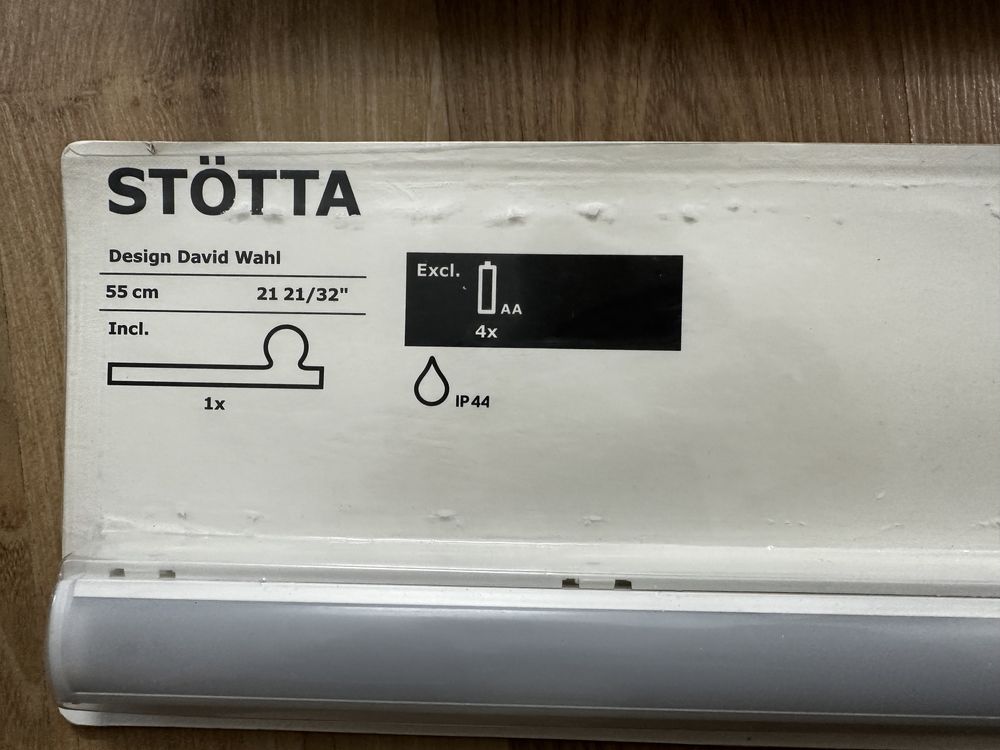 STÖTTA
Design David Wahl
55 cm 21 21/32"
Incl.
1x
Excl.
AA
4x
IP44